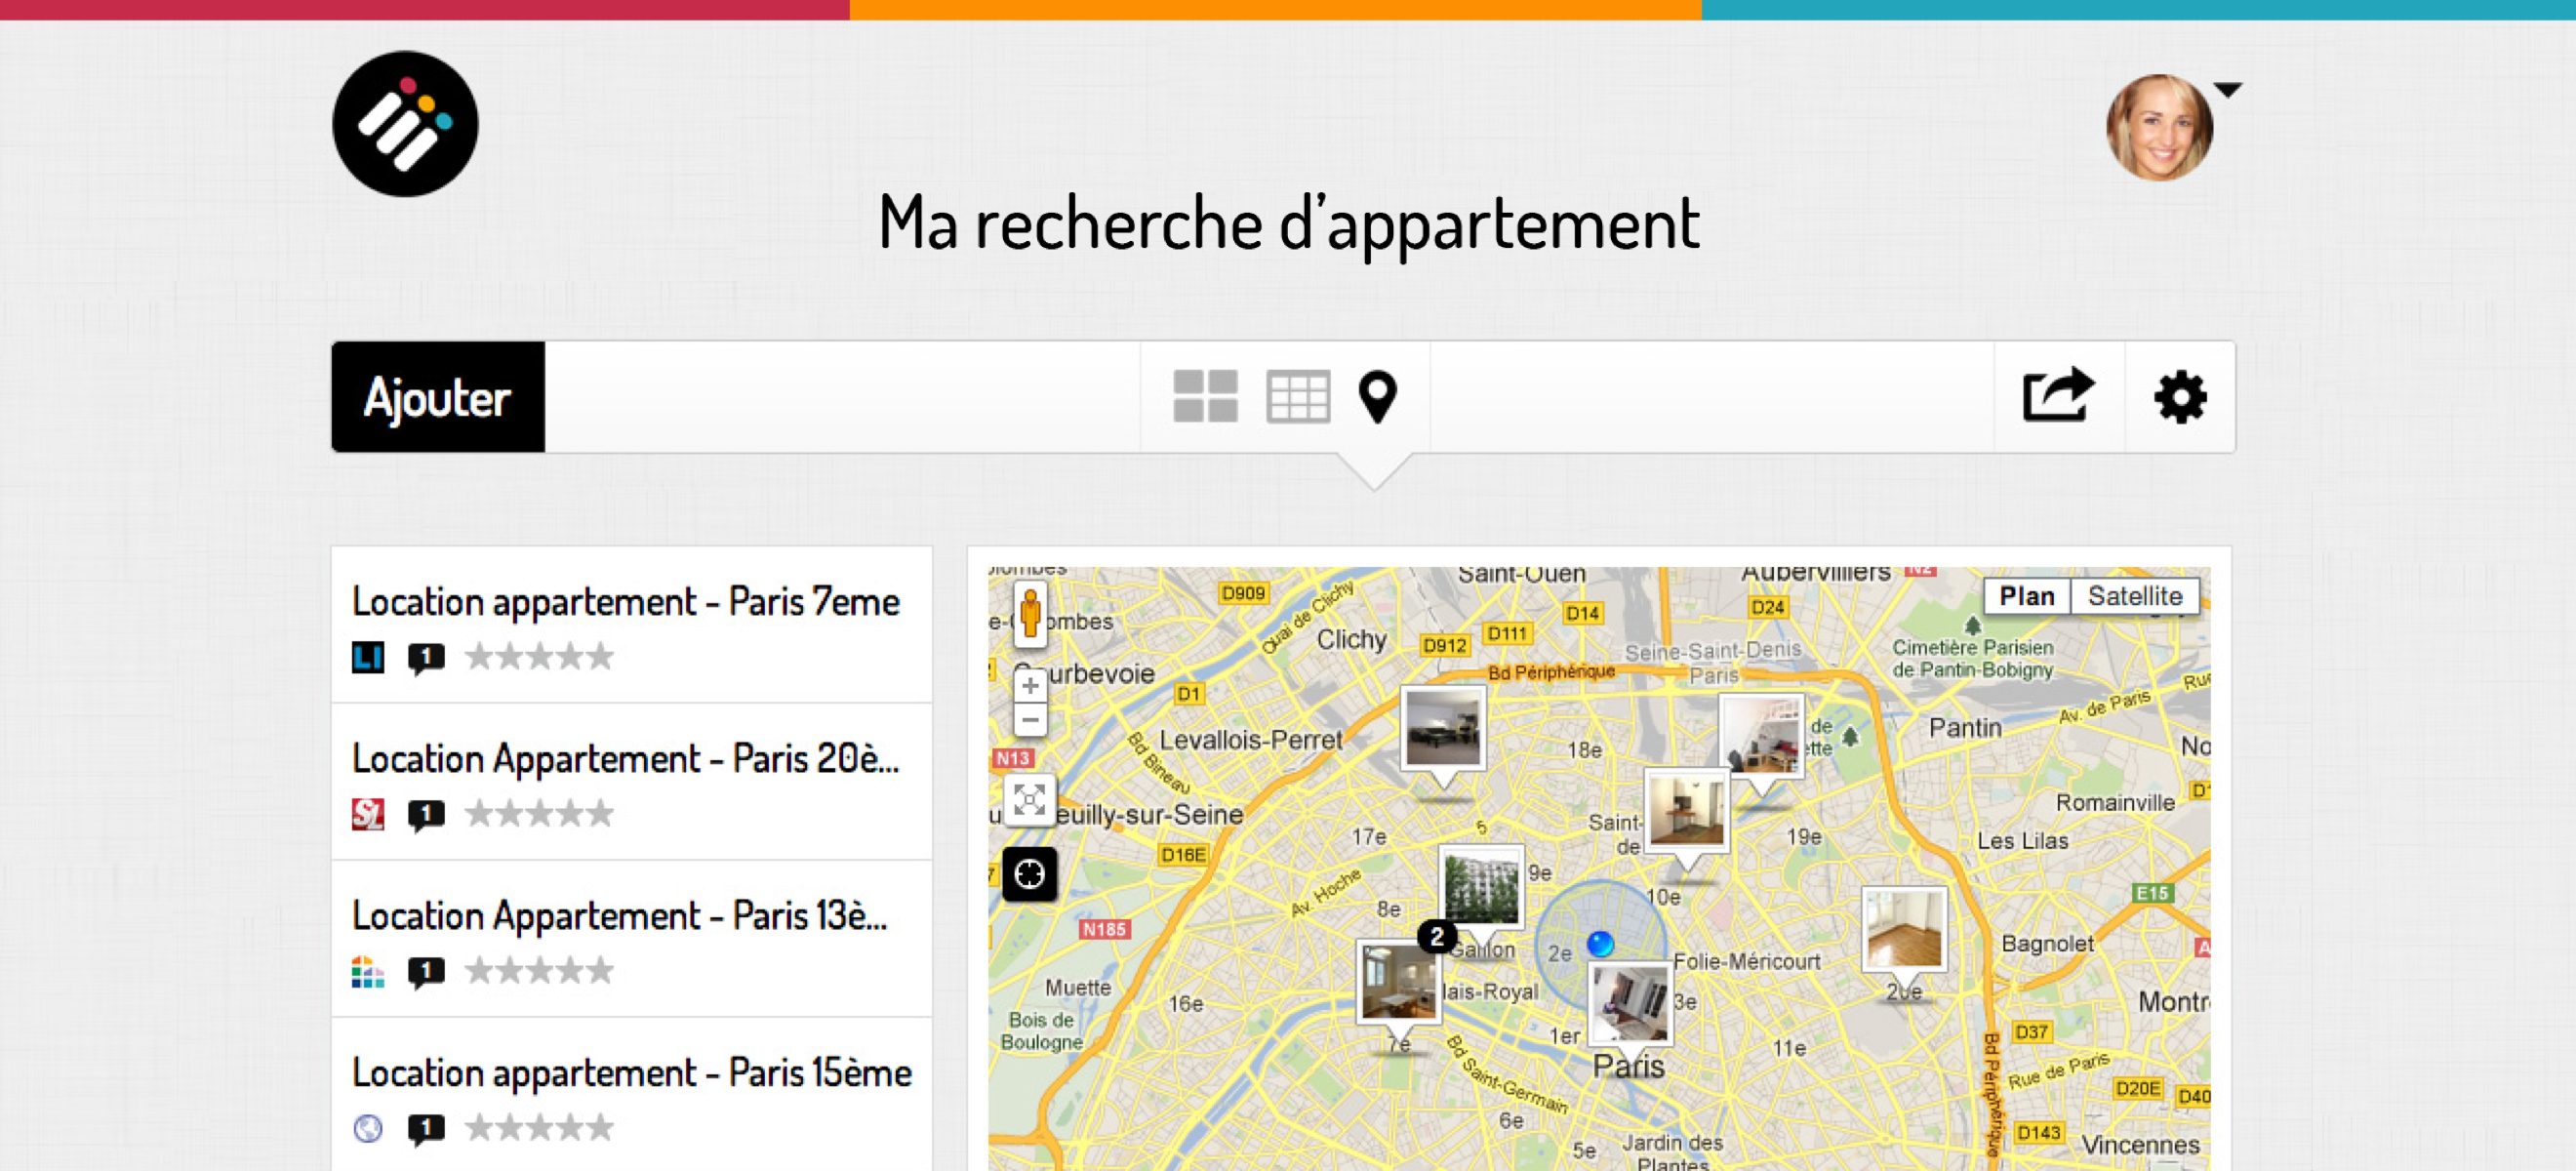 Ma recherche d'appartement
Ajouter
Location appartement - Paris 7eme
LI 1
Location Appartement - Paris 20è...
SL 1
Location Appartement - Paris 13è...
1
Location appartement - Paris 15ème
1
Plan Satellite
Saint-Ouen
Aubervilliers
N2
D909
Quai de Clichy
D14
D24
Clichy
D912
D111
Seine-Saint-Denis
Paris
Cimetière Parisien
de Pantin-Bobigny
Bd Périphérique
D1
Av. de Paris
Pantin
Levallois-Perret
Bd Bineau
18e
de
N13
Romainville
euilly-sur-Seine
17e
5
Saint-
de
19e
Les Lilas
D16E
9e
Av. Hoche
8e
10e
E15
N185
2
Gaillon
2e
Folie-Méricourt
Bagnolet
Muette
16e
lais-Royal
3e
20e
Montr
Bois de
Boulogne
7e
1er
Paris
11e
D37
Bd Périphérique
Rue de Paris
Bd Saint-Germain
D20E
D40
6e
5e
Jardin des
Plantes
D143
Vincennes